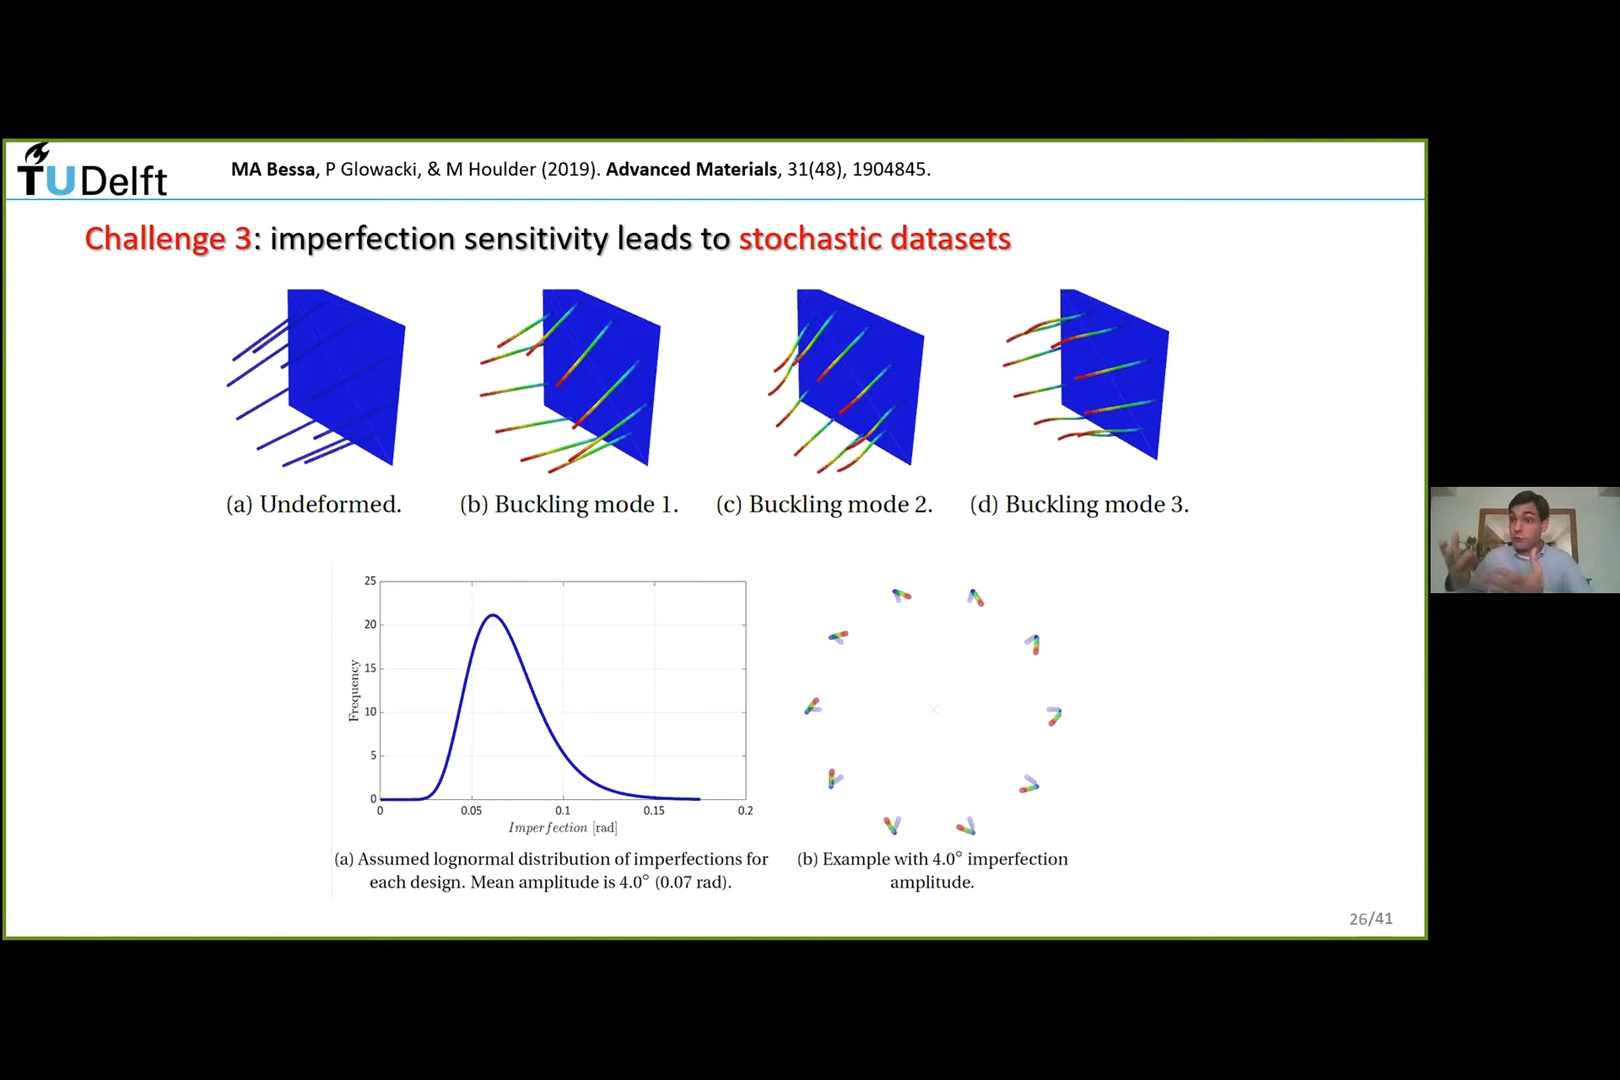 TUDelft
MA Bessa, P Glowacki, & M Houlder (2019). Advanced Materials, 31(48), 1904845.
Challenge 3: imperfection sensitivity leads to stochastic datasets
(a) Undeformed. (b) Buckling mode 1. (c) Buckling mode 2. (d) Buckling mode 3.
25
20
15
10
5
0
Frequency
0 0.05 0.1 0.15 0.2
Imperfection [rad]
(a) Assumed lognormal distribution of imperfections for
each design. Mean amplitude is 4.0° (0.07 rad).
(b) Example with 4.0° imperfection
amplitude.
26/41